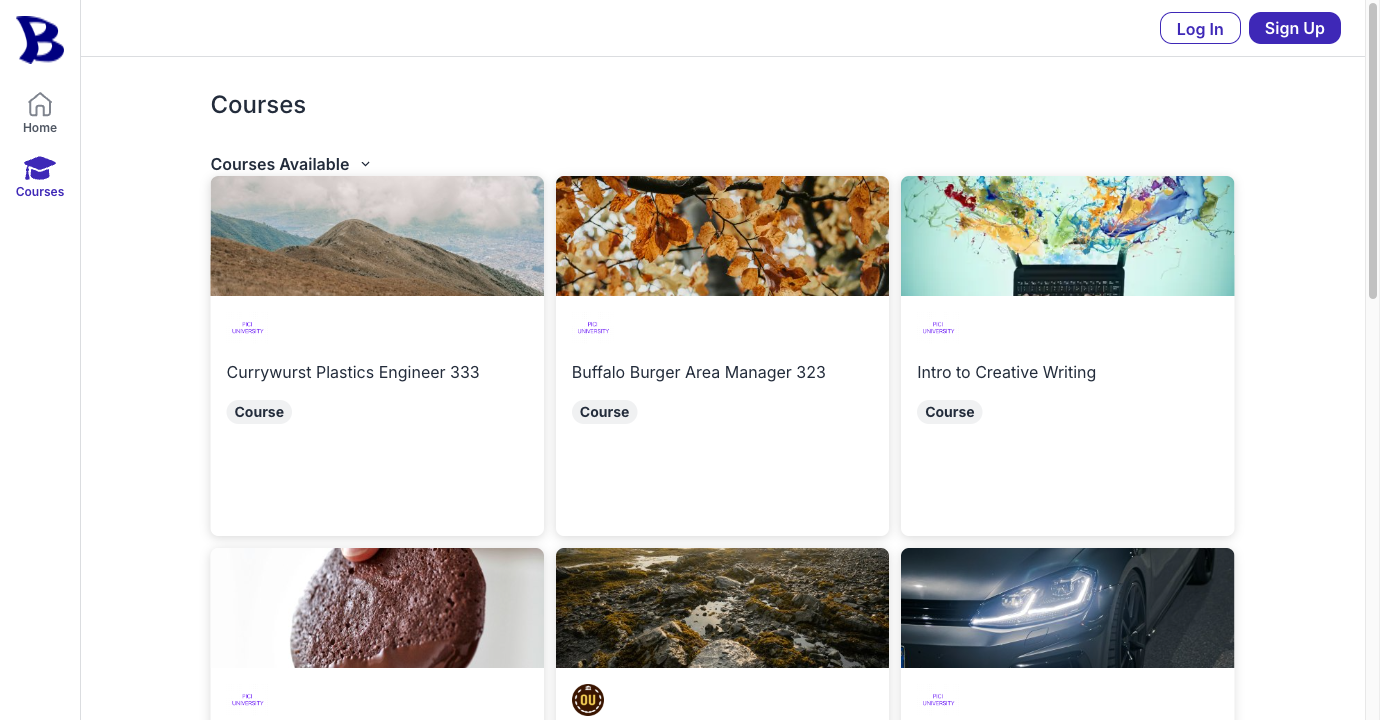 B
Log In
Sign Up
Home
Courses
Courses
Courses Available
PICI
UNIVERSITY
Currywurst Plastics Engineer 333
Course
PICI
UNIVERSITY
Buffalo Burger Area Manager 323
Course
PICI
UNIVERSITY
Intro to Creative Writing
Course
PICI
UNIVERSITY
OU
PICI
UNIVERSITY